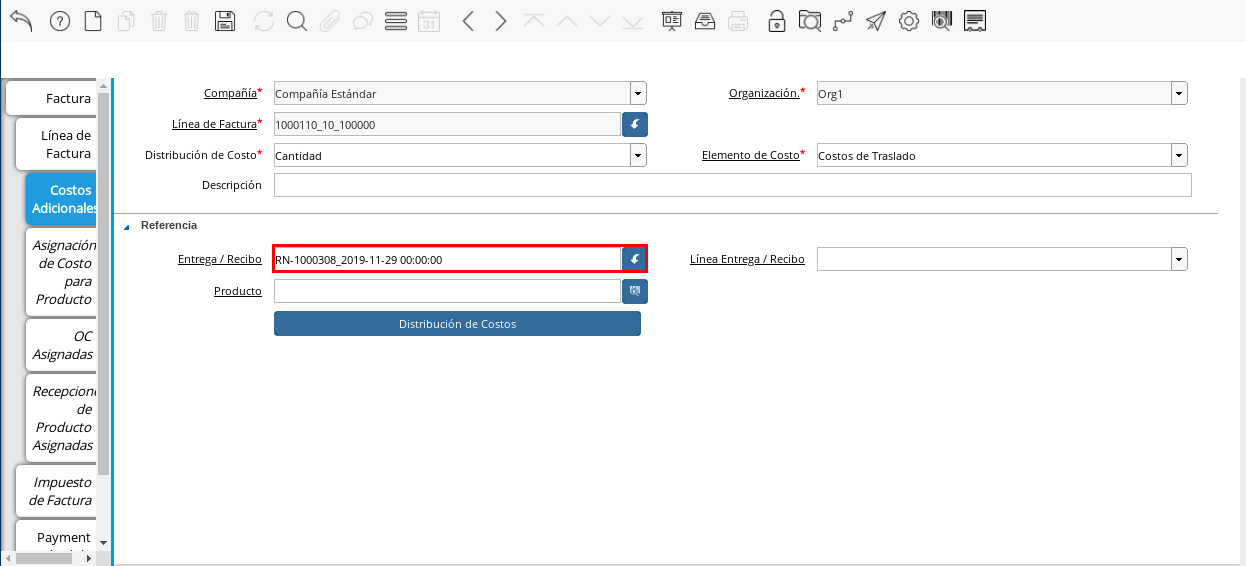 31
Factura
Línea de
Factura
Costos
Adicionales
Asignación
de Costo
para
Producto
OC
Asignadas
Recepcione
de
Producto
Asignadas
Impuesto
de Factura
Payment
Compañía* Compañía Estándar Organización.* Org1
Línea de Factura* 1000110_10_100000
Distribución de Costo* Cantidad Elemento de Costo* Costos de Traslado
Descripción
Referencia
Entrega / Recibo RN-1000308_2019-11-29 00:00:00 Línea Entrega / Recibo
Producto
Distribución de Costos